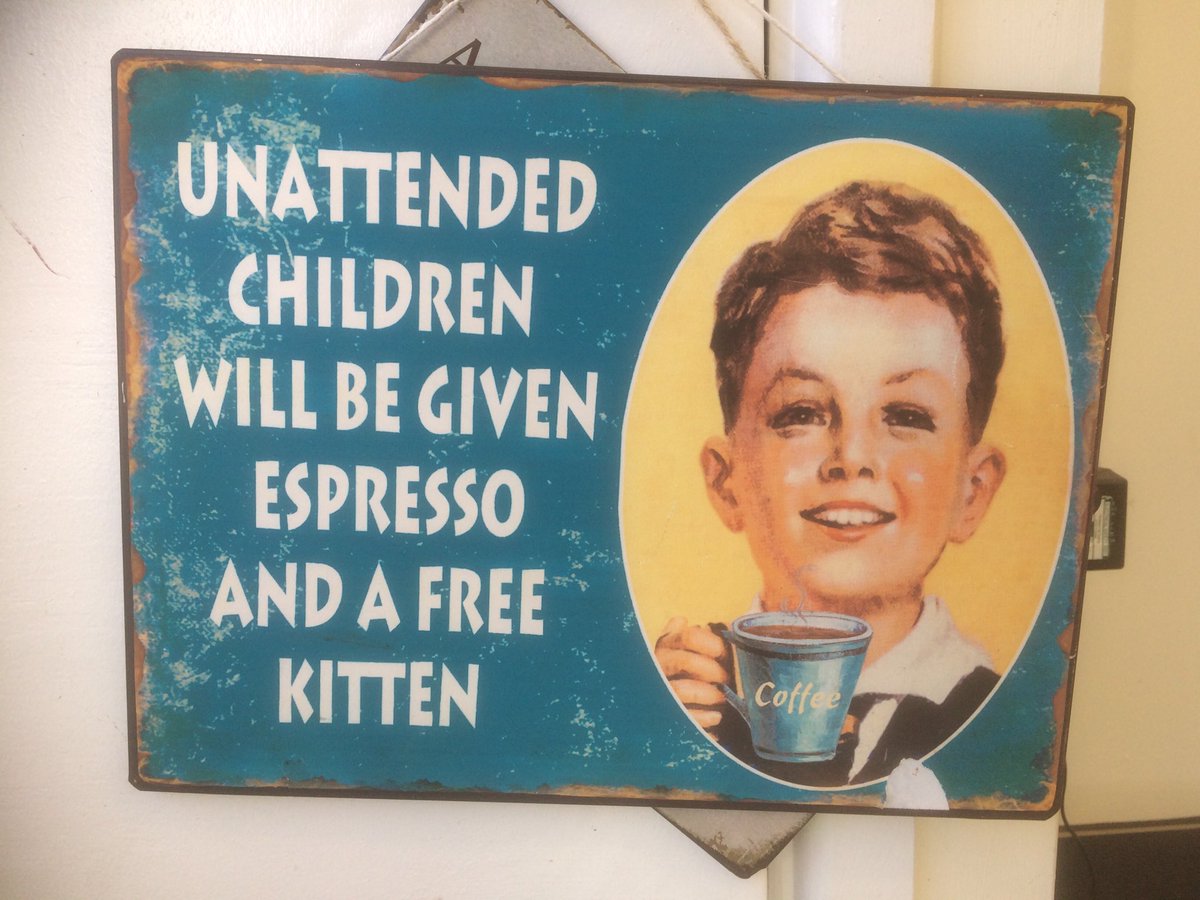 UNATTENDED
CHILDREN
WILL BE GIVEN
ESPRESSO
AND A FREE
KITTEN
Coffee